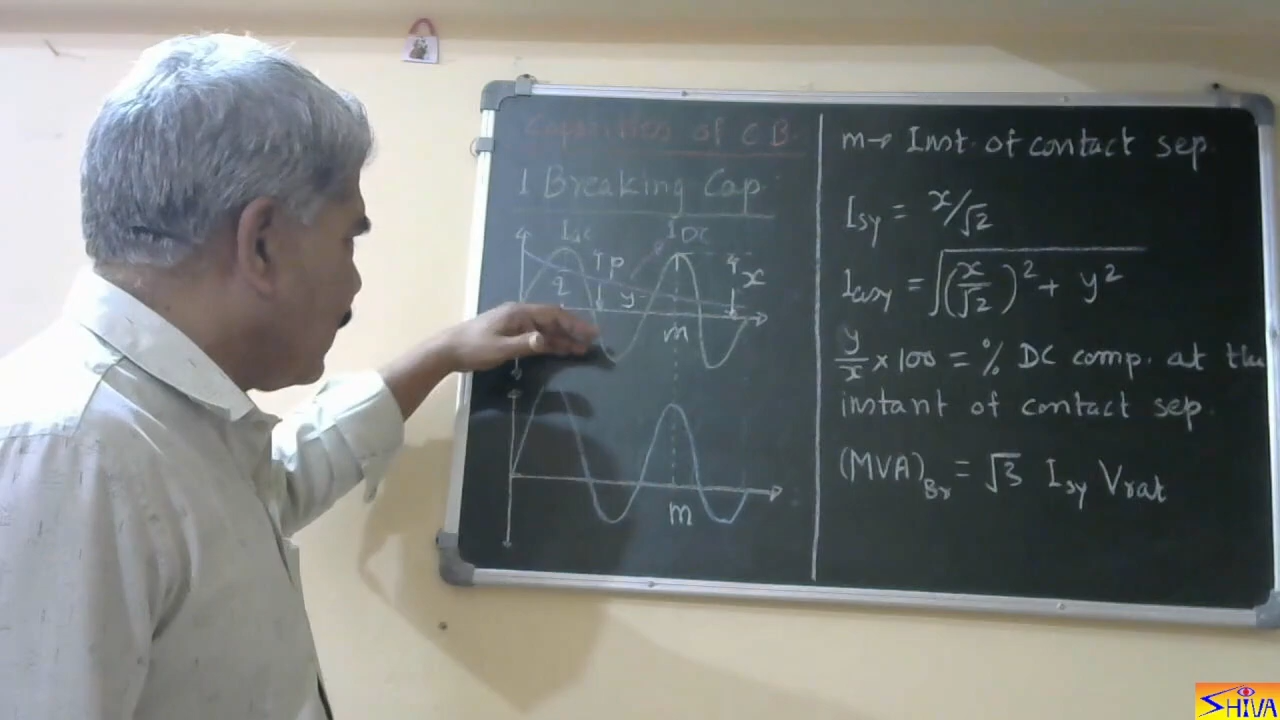 Capacities of C B.
1 Breaking Cap.
IAC
IDC
P
x
q
y
m
m
m→ Inst. of contact sep.
Isy = x/√2
Iasy = √(x/√2)² + y²
y/x × 100 = % DC comp. at the
instant of contact sep.
(MVA)Br = √3 Isy Vrat
SHIVA